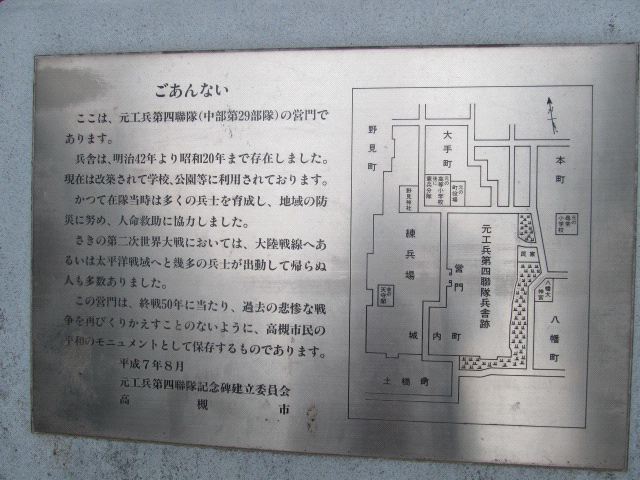 ごあんない
ここは、元工兵第四聯隊(中部第29部隊)の営門で
あります。
兵舎は、明治42年より昭和20年まで存在しました。
現在は改築されて学校、公園等に利用されております。
かつて在隊当時は多くの兵士を育成し、地域の防
災に努め、人命救助に協力しました。
さきの第二次世界大戦においては、大陸戦線へあ
るいは太平洋戦域へと幾多の兵士が出動して帰らぬ
人も多数ありました。
この営門は、終戦50年に当たり、過去の悲惨な戦
争を再びくりかえすことのないように、高槻市民の
平和のモニュメントとして保存するものであります。
平成7年8月
元工兵第四聯隊記念碑建立委員会
高槻市
野見町
大手町
本町
野見神社
元の町役場
練兵場
営門
元工兵第四聯隊兵舎跡
民家
八幡大神宮
八幡町
城内町
土橋町